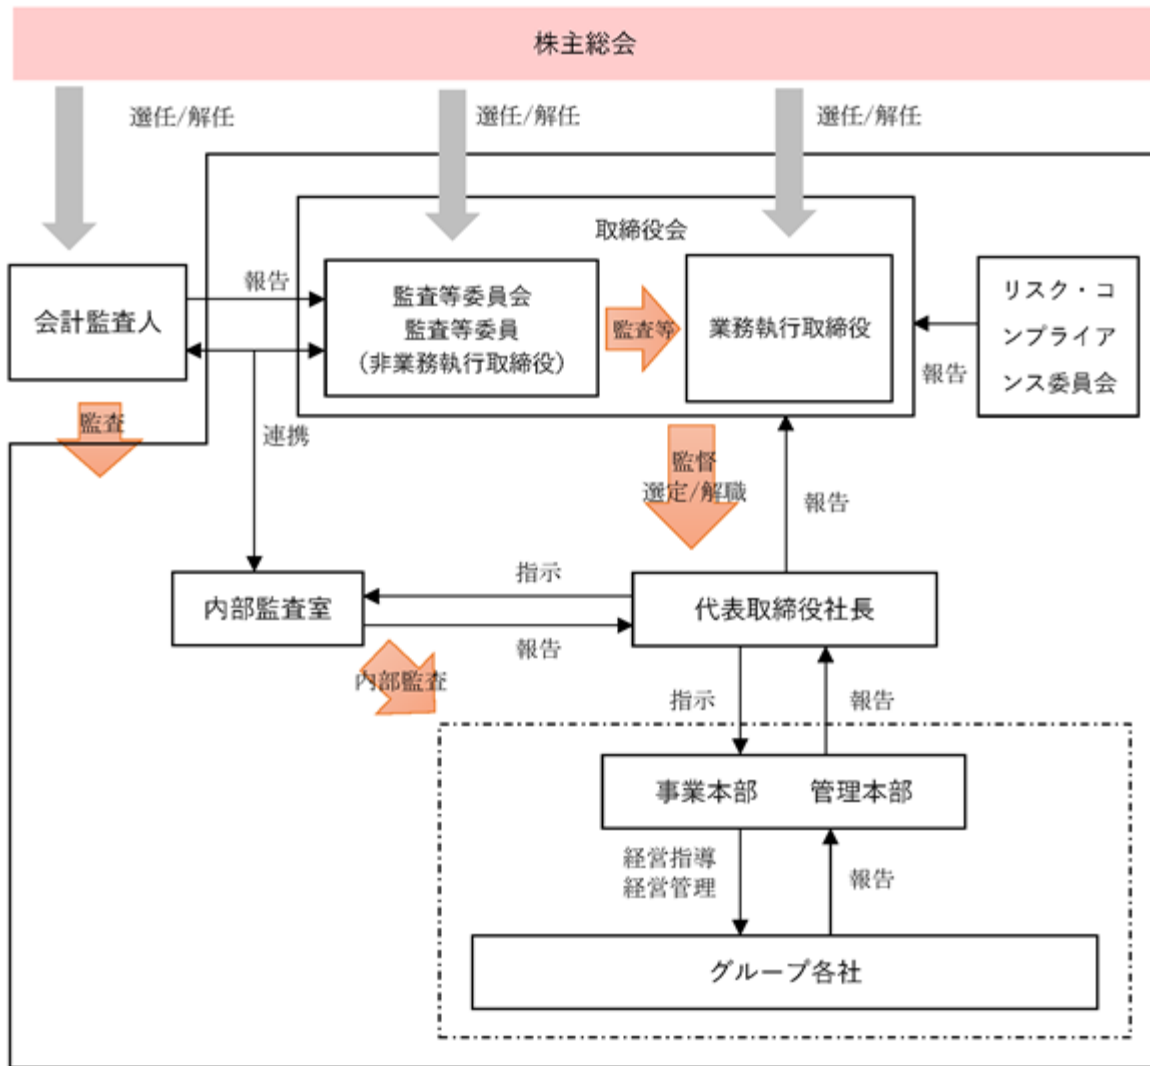 株主総会
選任/解任
選任/解任
選任/解任
取締役会
会計監査人
報告
監査等委員会
監査等委員
(非業務執行取締役)
監査等
業務執行取締役
報告
リスク・コ
ンプライア
ンス委員会
監査
連携
監督
選定/解職
報告
内部監査室
指示
報告
代表取締役社長
内部監査
指示
報告
事業本部 管理本部
経営指導
経営管理
報告
グループ各社